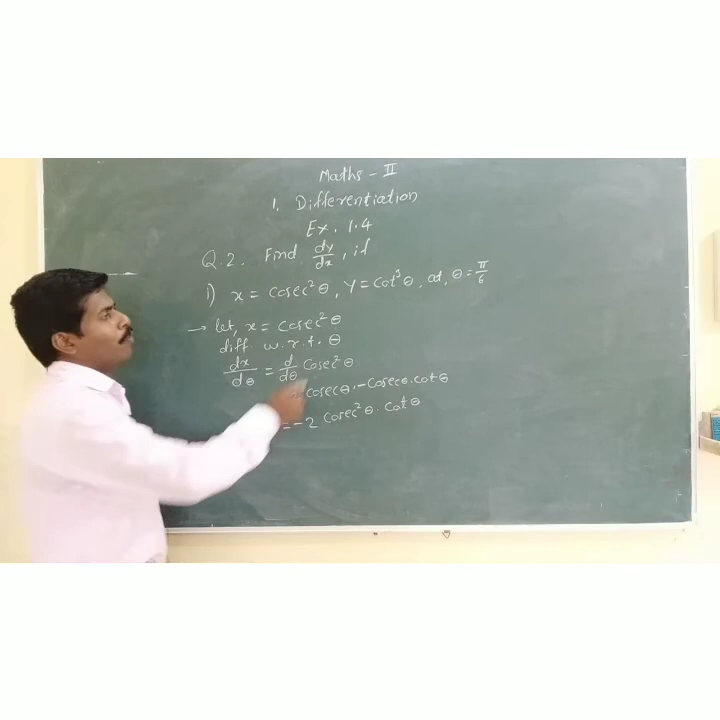 Maths - II
1. Differentiation
Ex. 1.4
Q.2. Find dy/dx, if
i) x = cosec²θ, y = cot³θ, at, θ = π/6
→ let, x = cosec²θ
diff w.r.t. θ
dx/dθ = d/dθ cosec²θ
cosecθ · -cosecθ · cotθ
= -2 cosec²θ · cotθ